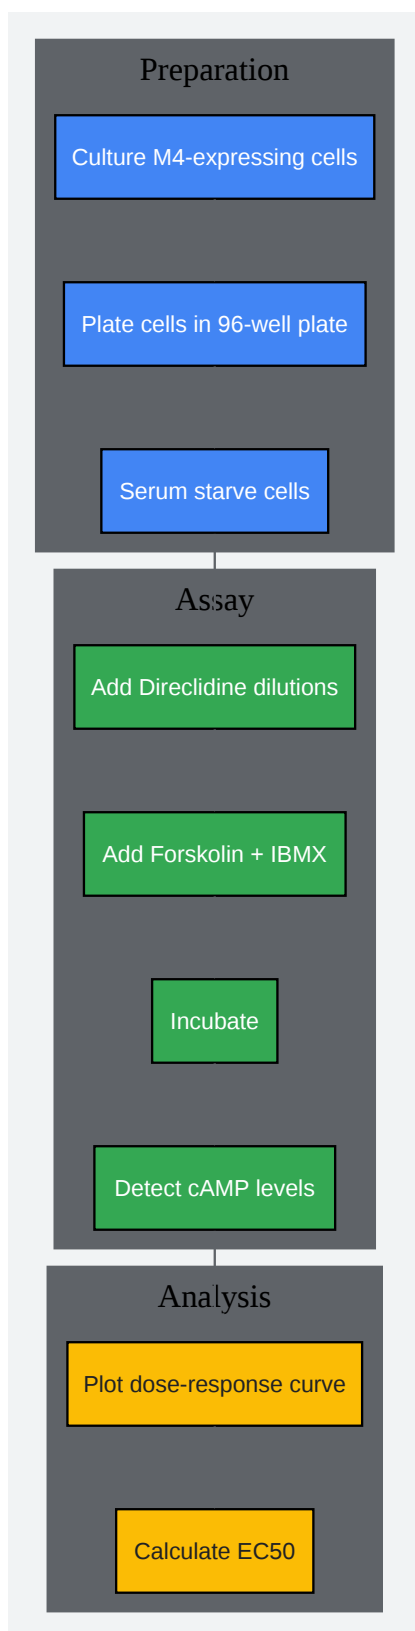 Preparation
Culture M4-expressing cells
Plate cells in 96-well plate
Serum starve cells
Assay
Add Direclidine dilutions
Add Forskolin + IBMX
Incubate
Detect cAMP levels
Analysis
Plot dose-response curve
Calculate EC50